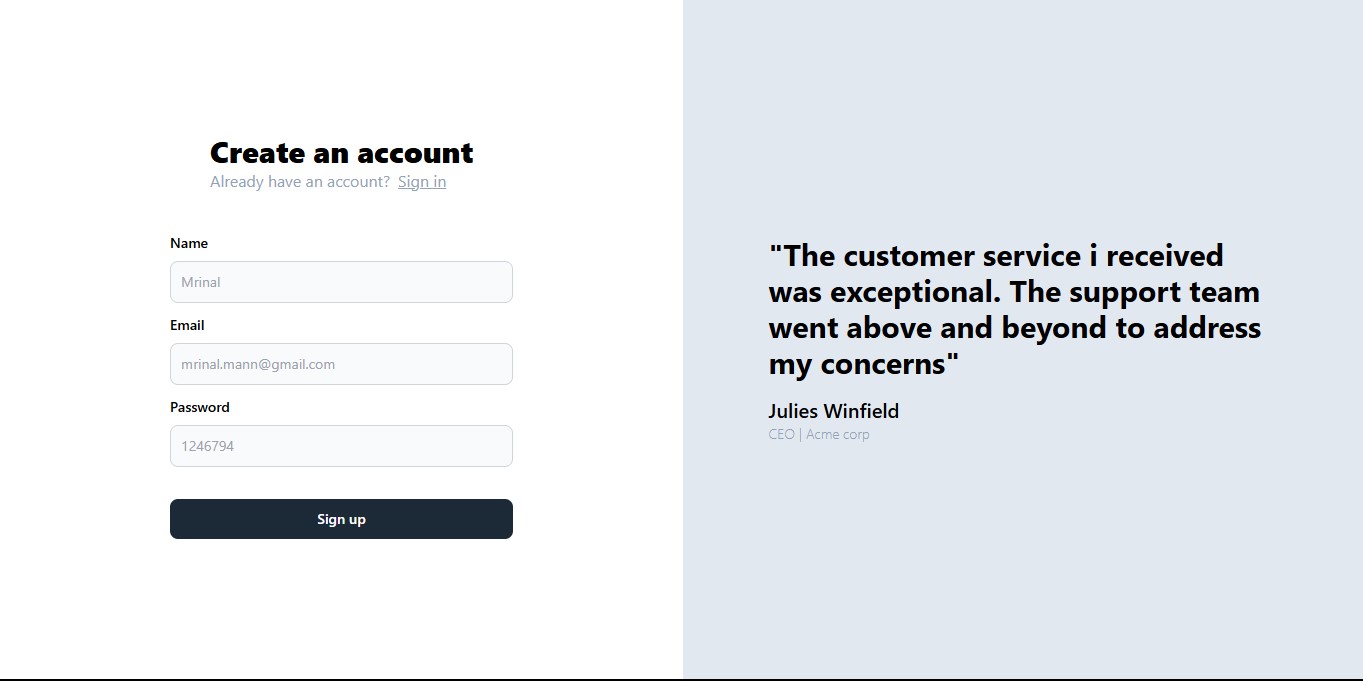 Create an account
Already have an account? Sign in
Name
Mrinal
Email
mrinal.mann@gmail.com
Password
1246794
Sign up
"The customer service i received
was exceptional. The support team
went above and beyond to address
my concerns"
Julies Winfield
CEO | Acme corp